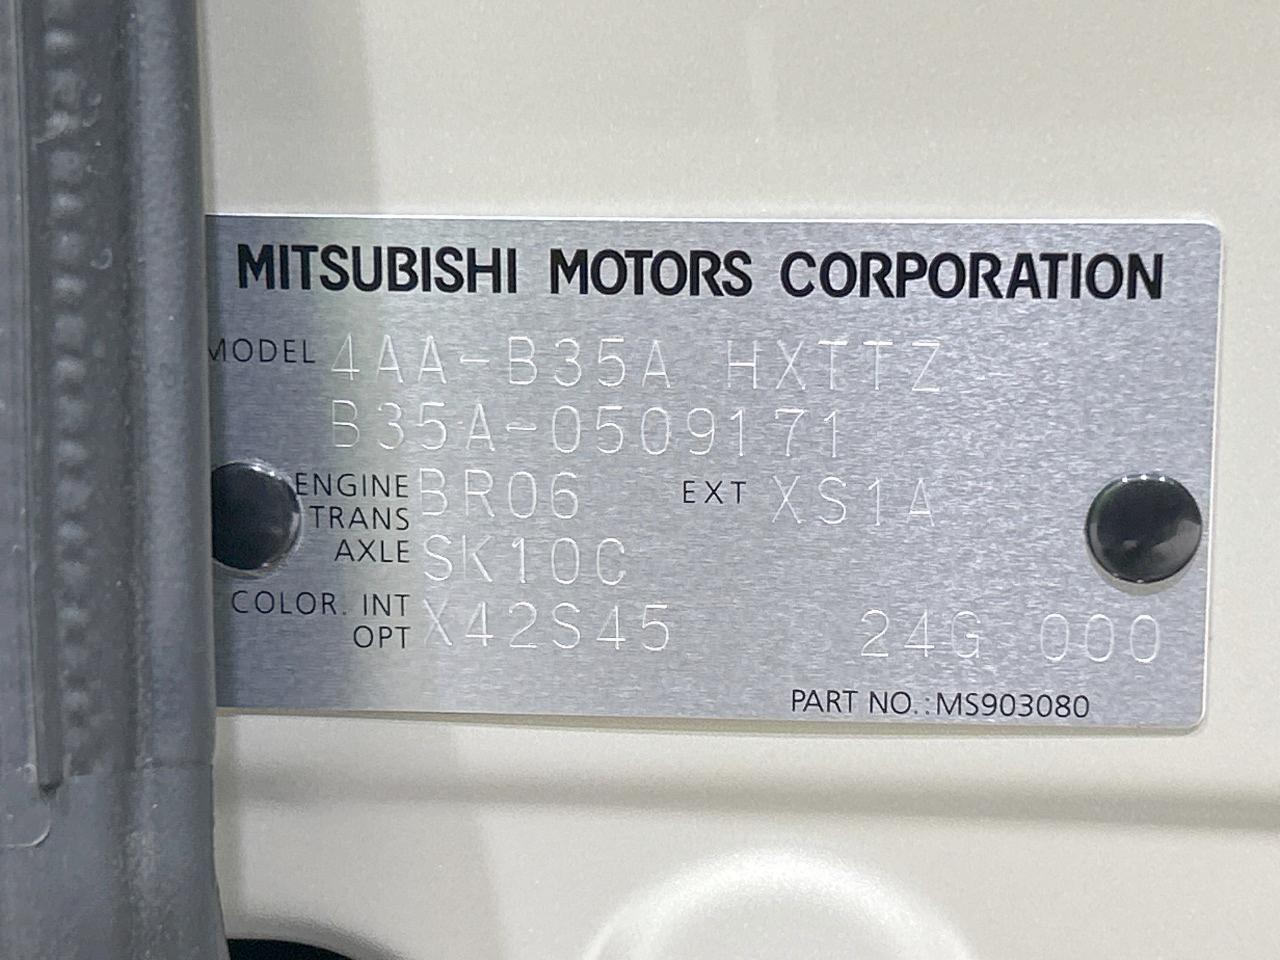 MITSUBISHI MOTORS CORPORATION
MODEL 4AA-B35A HXTTZ
B35A-0509171
ENGINE BR06 EXT XS1A
TRANS
AXLE SK10C
COLOR. INT
OPT X42S45 24G 000
PART NO.:MS903080